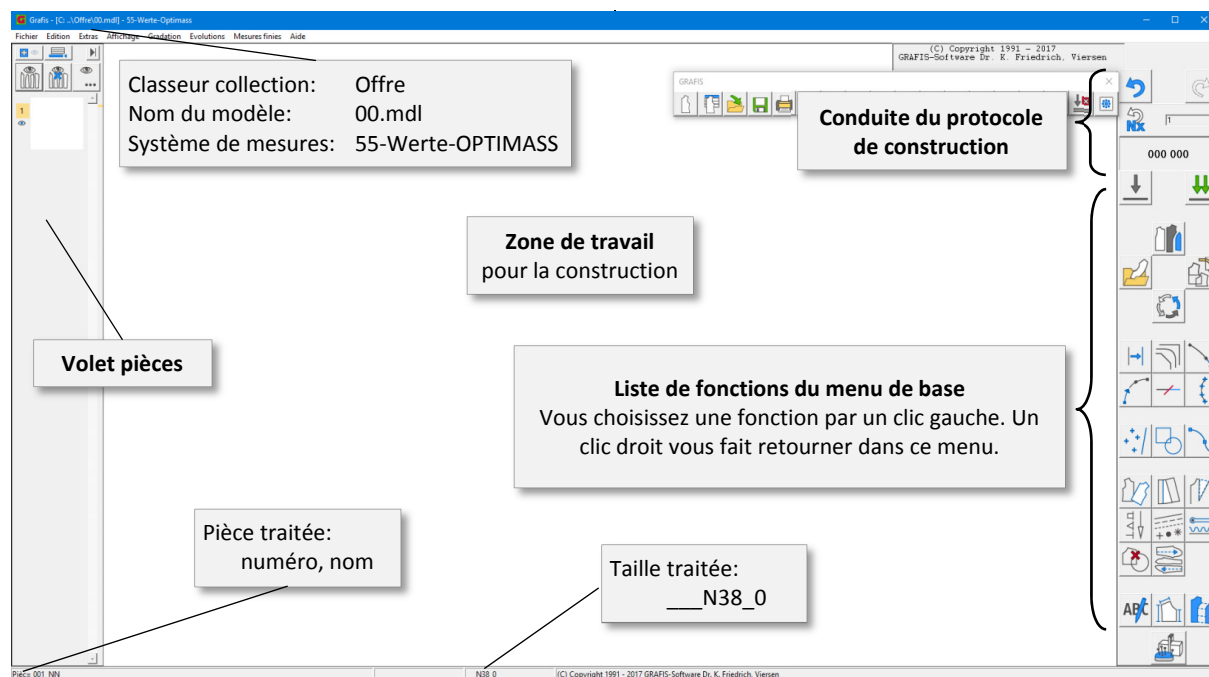 Grafis - [C: ..\Offre\00.mdl] - 55-Werte-Optimass
Fichier Edition Extras Affichage Gradation Evolutions Mesures finies Aide
(C) Copyright 1991 - 2017
GRAFIS-Software Dr. K. Friedrich, Viersen
GRAFIS
Classeur collection: Offre
Nom du modèle: 00.mdl
Système de mesures: 55-Werte-OPTIMASS
Conduite du protocole
de construction
1
Nx
1
000 000
Zone de travail
pour la construction
Volet pièces
Liste de fonctions du menu de base
Vous choisissez une fonction par un clic gauche. Un
clic droit vous fait retourner dans ce menu.
Pièce traitée:
numéro, nom
Taille traitée:
___N38_0
ABC
Pièc= 001 NN
N38 0
(C) Copyright 1991 - 2017 GRAFIS-Software Dr. K. Friedrich, Viersen